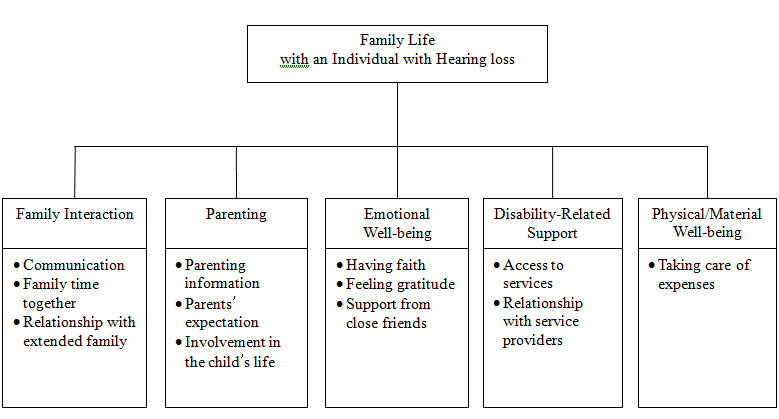 Family Life
with an Individual with Hearing loss
Family Interaction
• Communication
• Family time
together
• Relationship with
extended family
Parenting
• Parenting
information
• Parents’
expectation
• Involvement in
the child’s life
Emotional
Well-being
• Having faith
• Feeling gratitude
• Support from
close friends
Disability-Related
Support
• Access to
services
• Relationship
with service
providers
Physical/Material
Well-being
• Taking care of
expenses